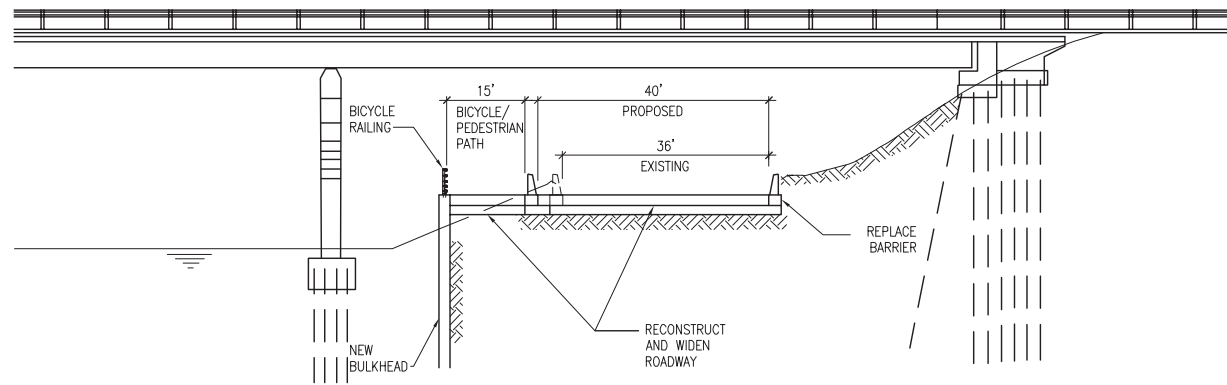 15'
40'
BICYCLE
RAILING
BICYCLE/
PEDESTRIAN
PATH
PROPOSED
36'
EXISTING
REPLACE
BARRIER
RECONSTRUCT
AND WIDEN
ROADWAY
NEW
BULKHEAD